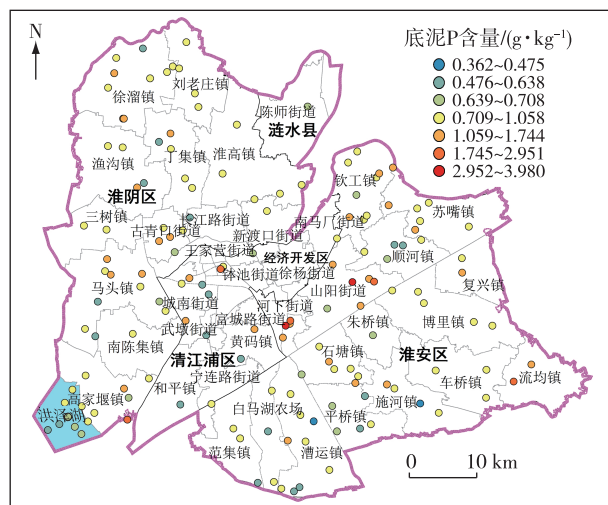 N
底泥P含量/(g·kg⁻¹)
0.362~0.475
0.476~0.638
0.639~0.708
0.709~1.058
1.059~1.744
1.745~2.951
2.952~3.980
刘老庄镇
徐溜镇
陈师街道
涟水县
渔沟镇
丁集镇
淮高镇
钦工镇
淮阴区
三树镇
长江路街道
南马厂街道
苏嘴镇
古清口街道
新渡口街道
王家营街道
经济开发区
顺河镇
钵池街道
徐杨街道
马头镇
山阳街道
复兴镇
城南街道
河下街道
武墩街道
富城路街道
朱桥镇
博里镇
南陈集镇
黄码镇
清江浦区
石塘镇
淮安区
和平镇
宁连路街道
车桥镇
流均镇
高家堰镇
白马湖农场
施河镇
洪泽湖
平桥镇
范集镇
漕运镇
0
10 km